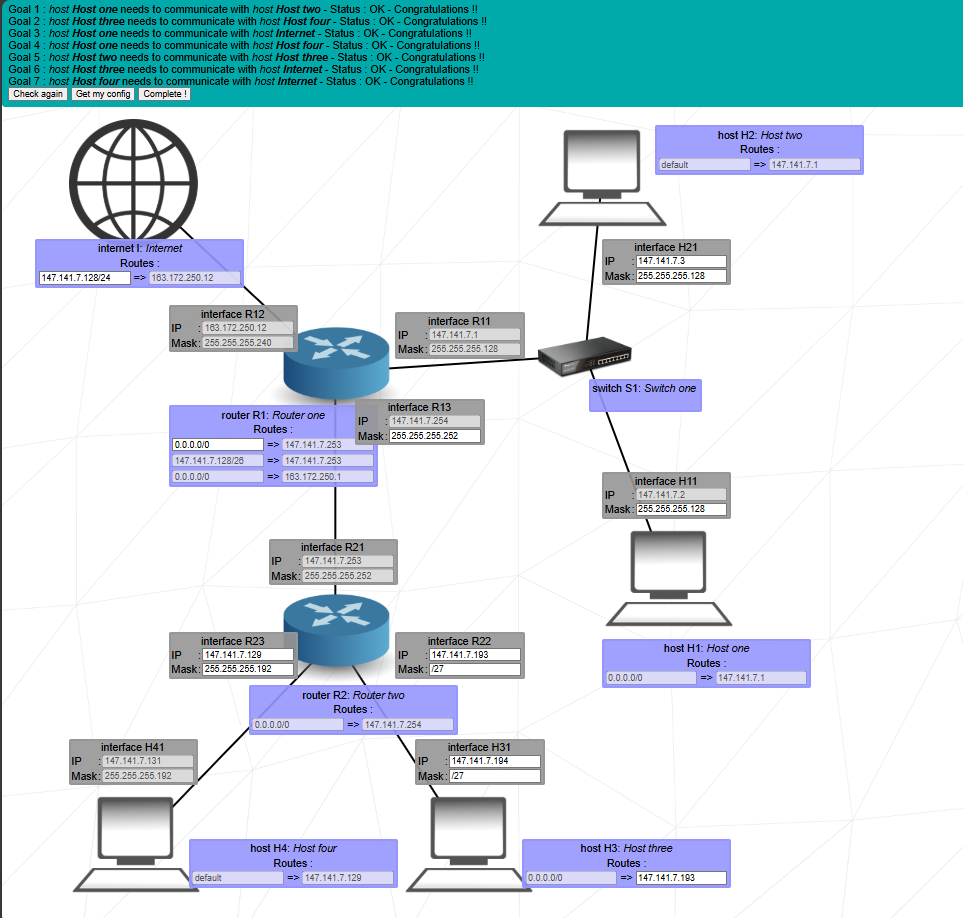 Goal 1 : host Host one needs to communicate with host Host two - Status : OK - Congratulations !!
Goal 2 : host Host three needs to communicate with host Host four - Status : OK - Congratulations !!
Goal 3 : host Host one needs to communicate with host Internet - Status : OK - Congratulations !!
Goal 4 : host Host one needs to communicate with host Host four - Status : OK - Congratulations !!
Goal 5 : host Host two needs to communicate with host Host three - Status : OK - Congratulations !!
Goal 6 : host Host three needs to communicate with host Internet - Status : OK - Congratulations !!
Goal 7 : host Host four needs to communicate with host Internet - Status : OK - Congratulations !!
Check again Get my config Complete !
host H2: Host two
Routes :
default => 147.141.7.1
internet I: Internet
Routes :
147.141.7.128/24 => 163.172.250.12
interface H21
IP : 147.141.7.3
Mask: 255.255.255.128
interface R12
IP : 163.172.250.12
Mask: 255.255.255.240
interface R11
IP : 147.141.7.1
Mask: 255.255.255.128
switch S1: Switch one
interface R13
IP : 147.141.7.254
Mask: 255.255.255.252
router R1: Router one
Routes :
0.0.0.0/0 => 147.141.7.253
147.141.7.128/26 => 147.141.7.253
0.0.0.0/0 => 163.172.250.1
interface H11
IP : 147.141.7.2
Mask: 255.255.255.128
interface R21
IP : 147.141.7.253
Mask: 255.255.255.252
interface R23
IP : 147.141.7.129
Mask: 255.255.255.192
interface R22
IP : 147.141.7.193
Mask: /27
host H1: Host one
Routes :
0.0.0.0/0 => 147.141.7.1
router R2: Router two
Routes :
0.0.0.0/0 => 147.141.7.254
interface H41
IP : 147.141.7.131
Mask: 255.255.255.192
interface H31
IP : 147.141.7.194
Mask: /27
host H4: Host four
Routes :
default => 147.141.7.129
host H3: Host three
Routes :
0.0.0.0/0 => 147.141.7.193